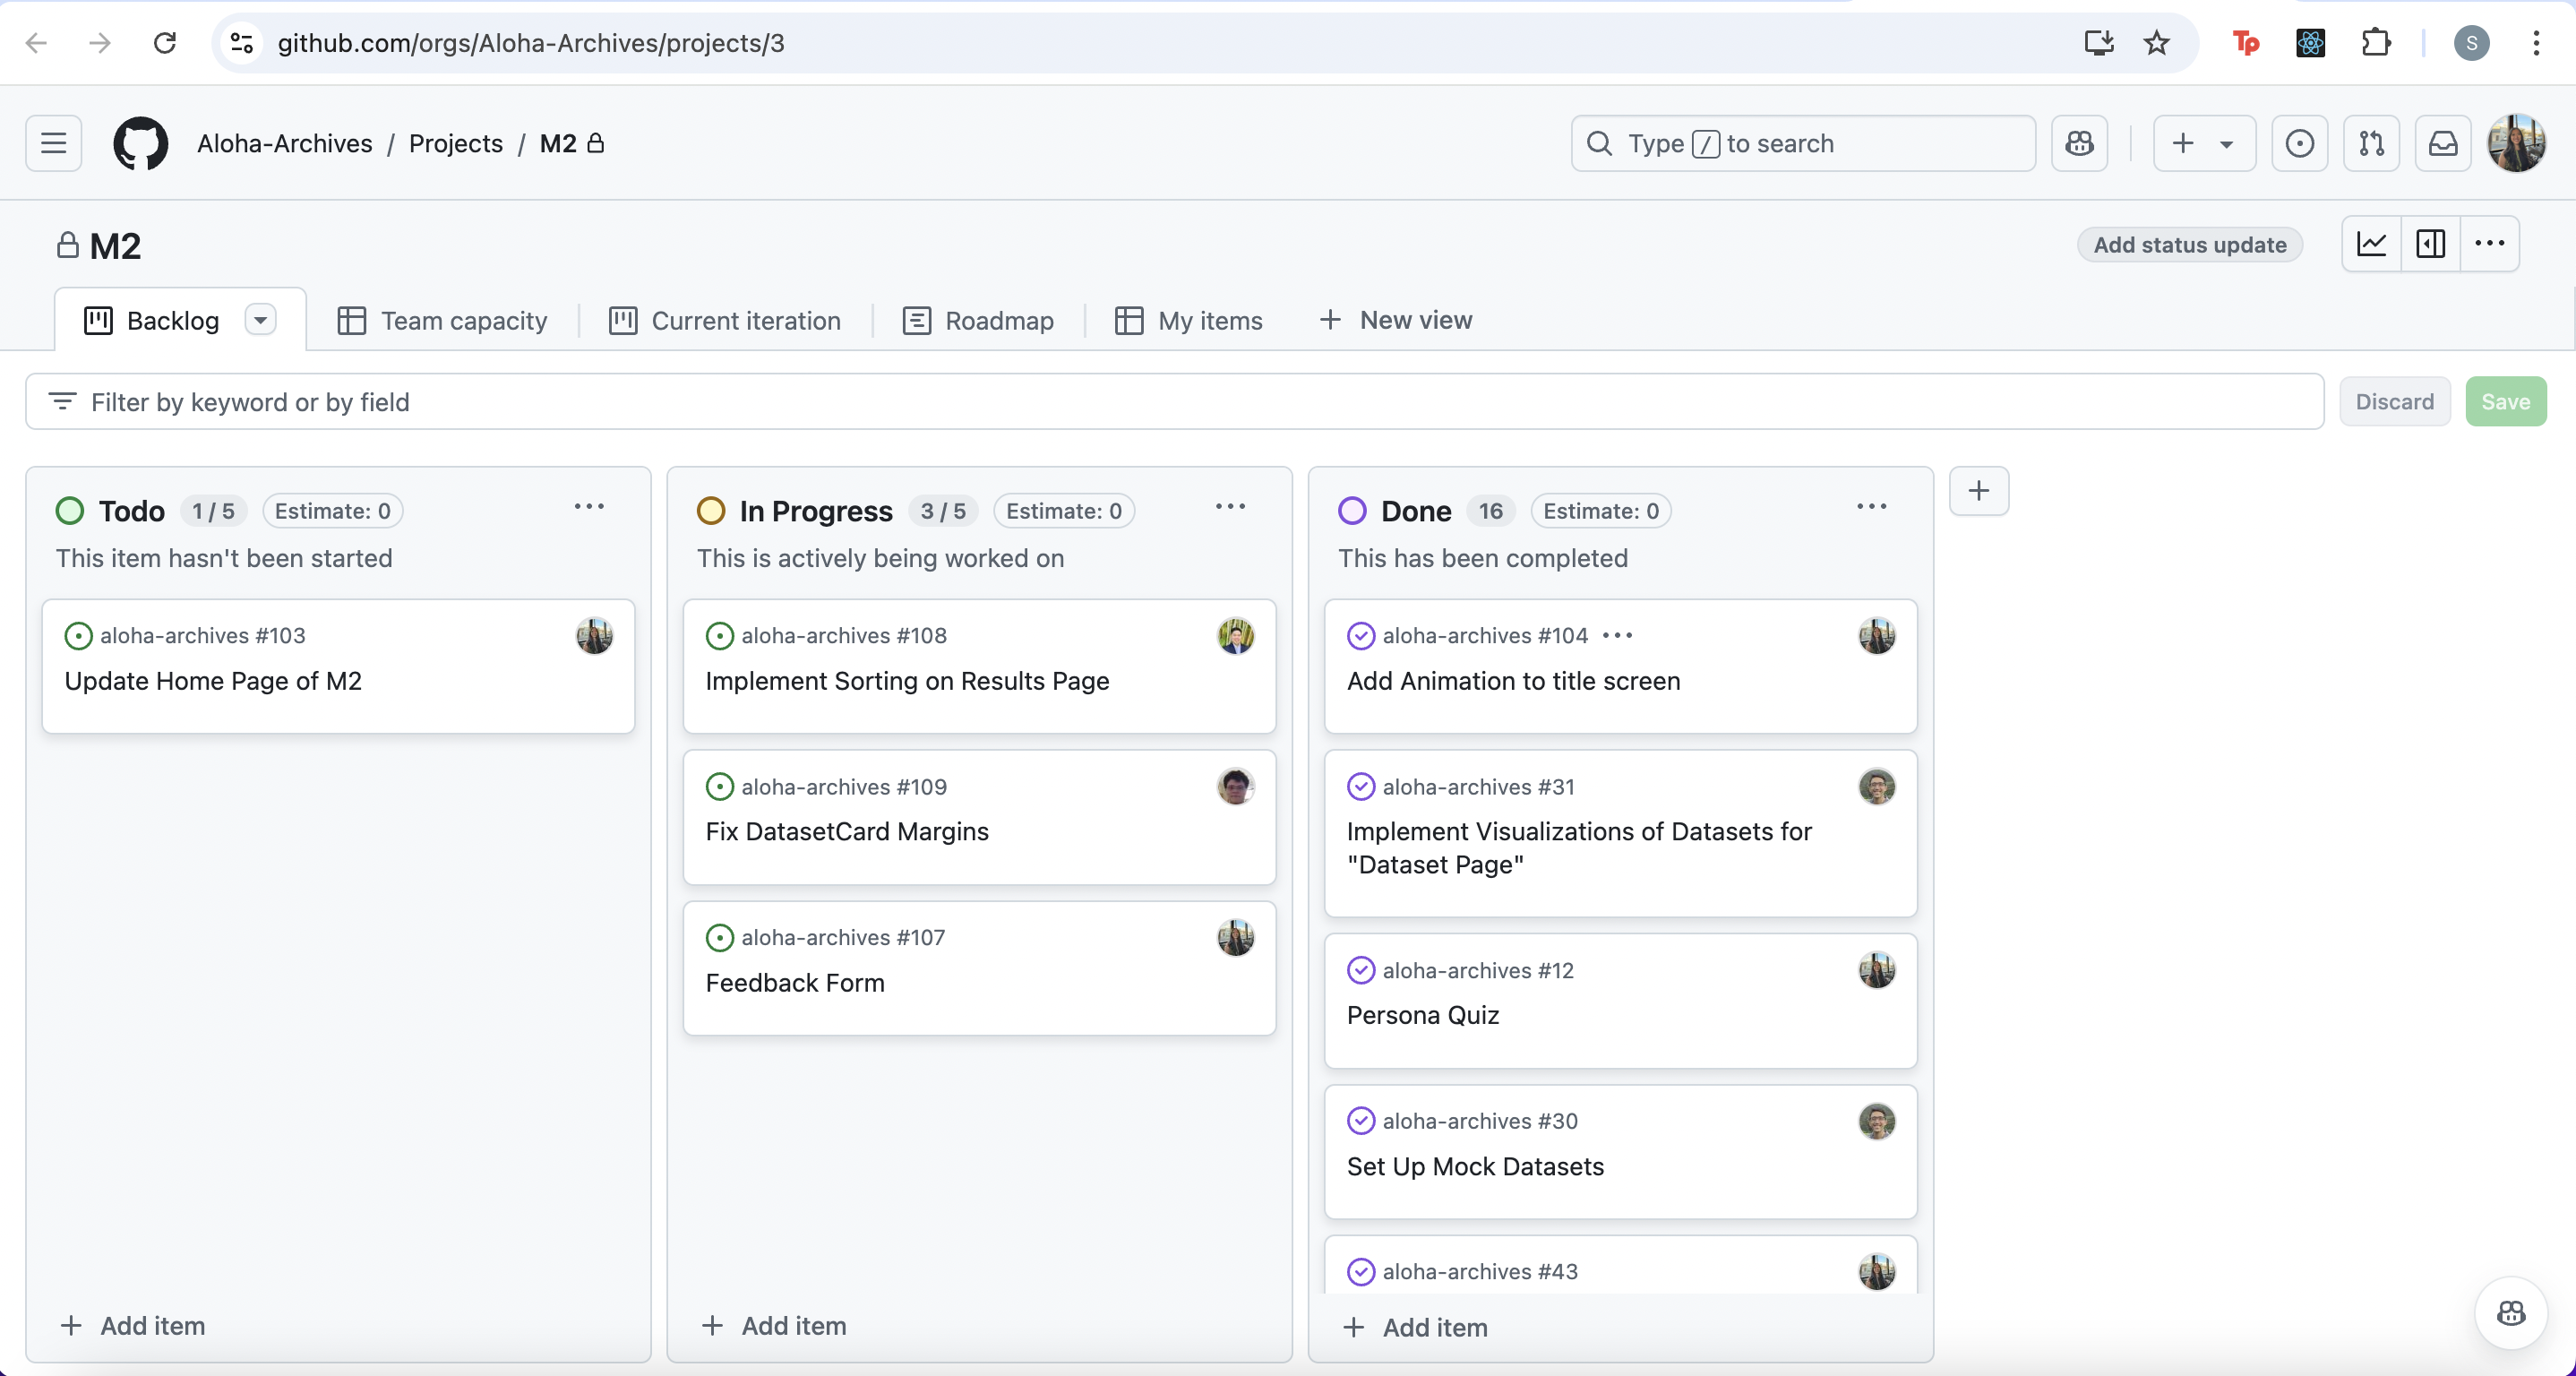 github.com/orgs/Aloha-Archives/projects/3
Tp
S
Aloha-Archives / Projects / M2
Type / to search
M2
Add status update
Backlog
Team capacity
Current iteration
Roadmap
My items
+ New view
Filter by keyword or by field
Discard
Save
Todo 1 / 5 Estimate: 0
This item hasn't been started
aloha-archives #103
Update Home Page of M2
+ Add item
In Progress 3 / 5 Estimate: 0
This is actively being worked on
aloha-archives #108
Implement Sorting on Results Page
aloha-archives #109
Fix DatasetCard Margins
aloha-archives #107
Feedback Form
+ Add item
Done 16 Estimate: 0
This has been completed
aloha-archives #104
Add Animation to title screen
aloha-archives #31
Implement Visualizations of Datasets for
"Dataset Page"
aloha-archives #12
Persona Quiz
aloha-archives #30
Set Up Mock Datasets
aloha-archives #43
+ Add item